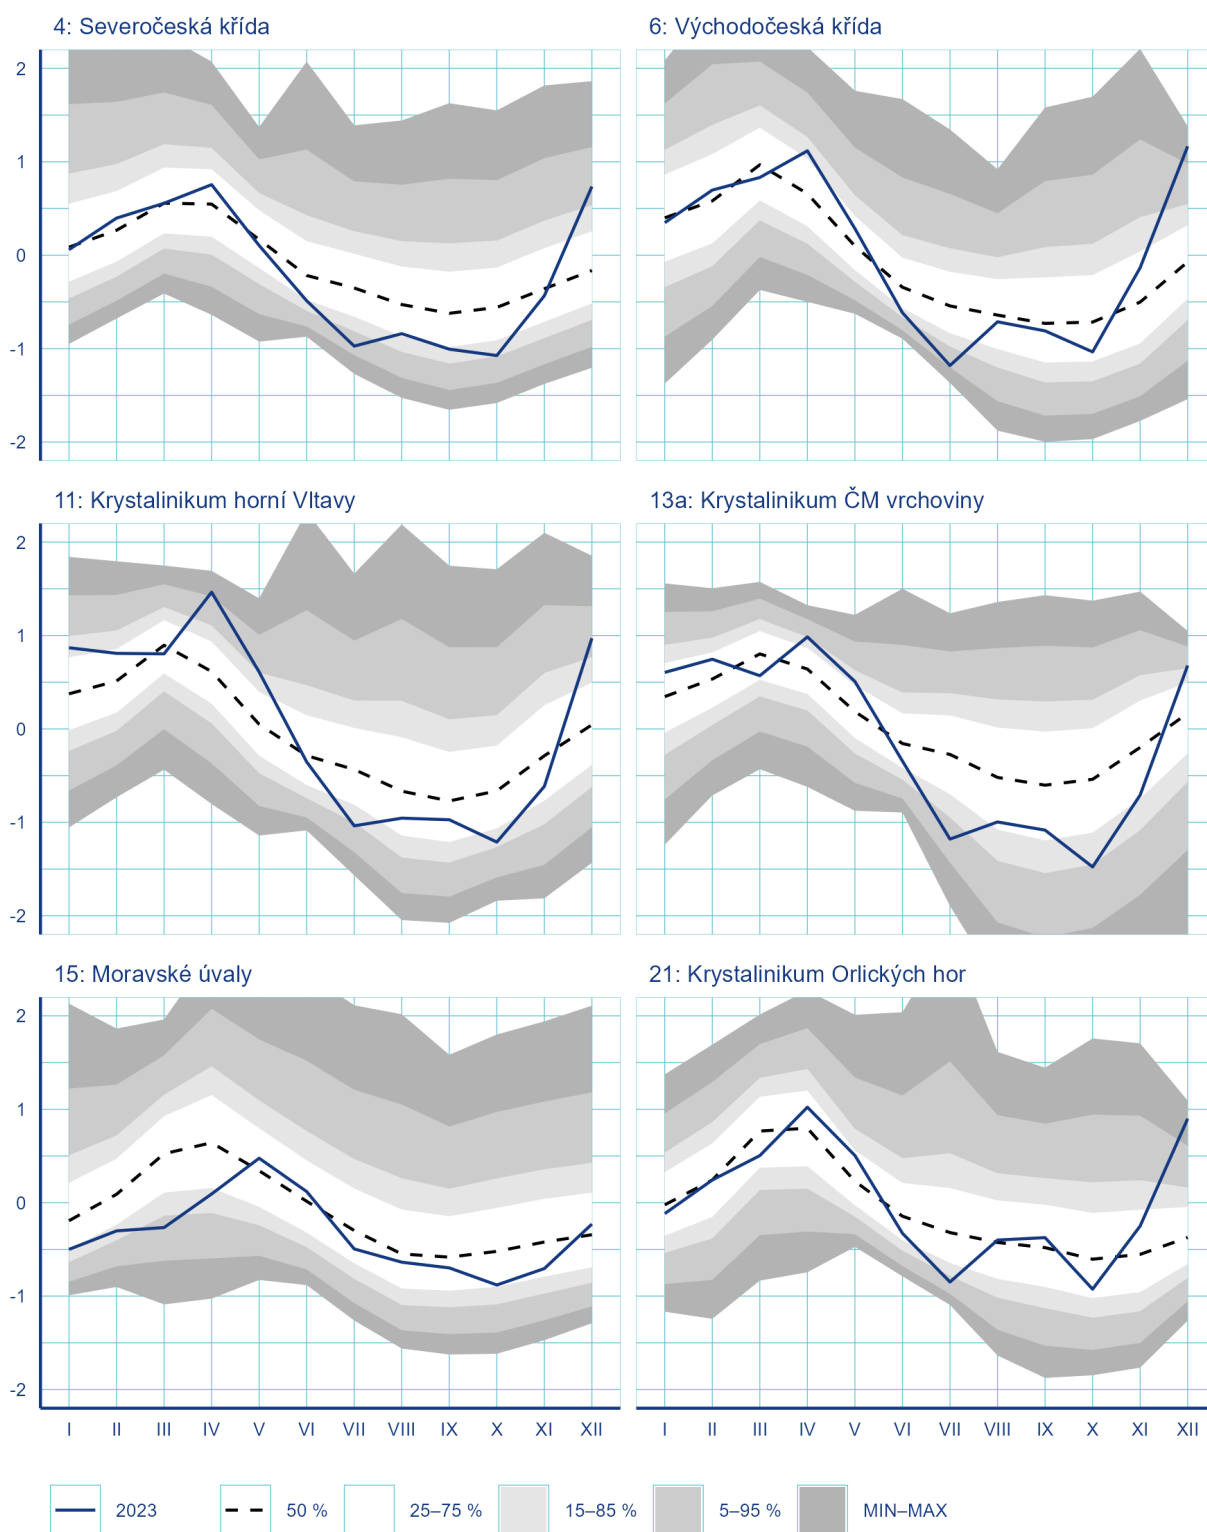 4: Severočeská křída
6: Východočeská křída
2
1
0
-1
-2
11: Krystalinikum horní Vltavy
13a: Krystalinikum ČM vrchoviny
2
1
0
-1
-2
15: Moravské úvaly
21: Krystalinikum Orlických hor
2
1
0
-1
-2
I II III IV V VI VII VIII IX X XI XII
I II III IV V VI VII VIII IX X XI XII
2023 50 % 25–75 % 15–85 % 5–95 % MIN–MAX